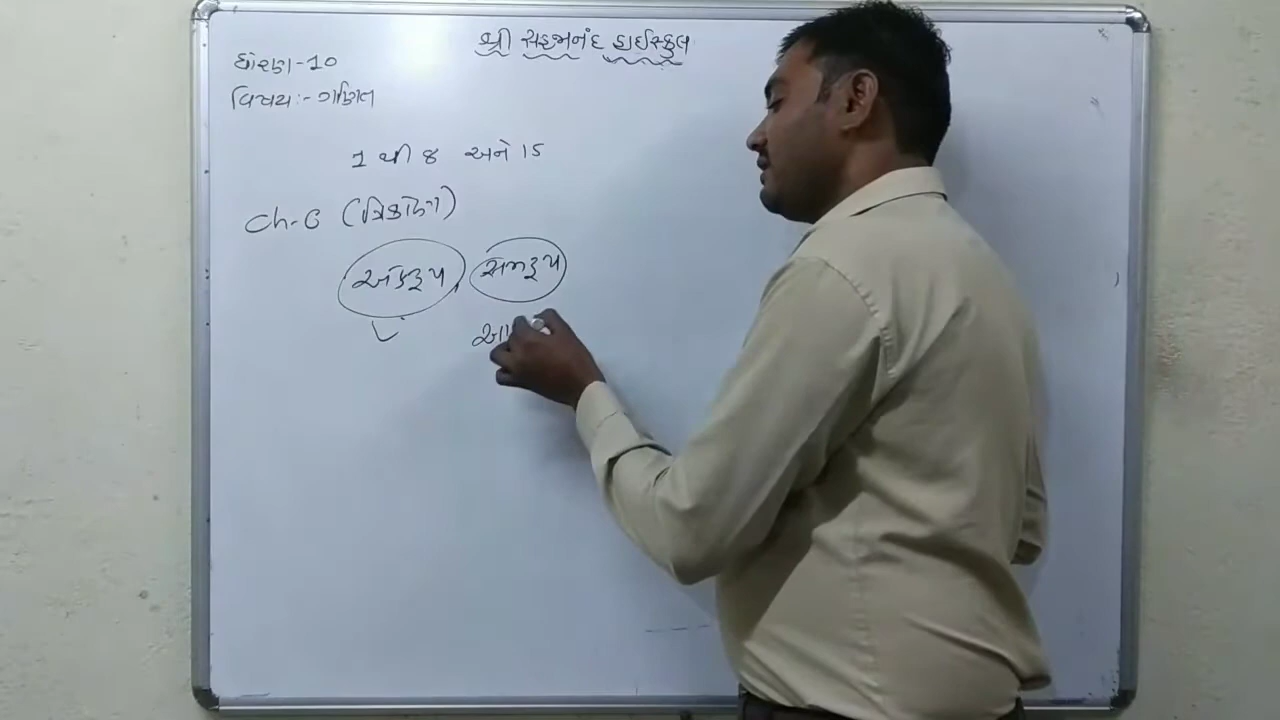 શ્રી સહજાનંદ હાઈસ્કુલ
ધોરણ-10
વિષય:- ગણિત
1 થી 8 અને 15
Ch-6 (ત્રિકોણ)
એકરૂપ, સમરૂપ
આ